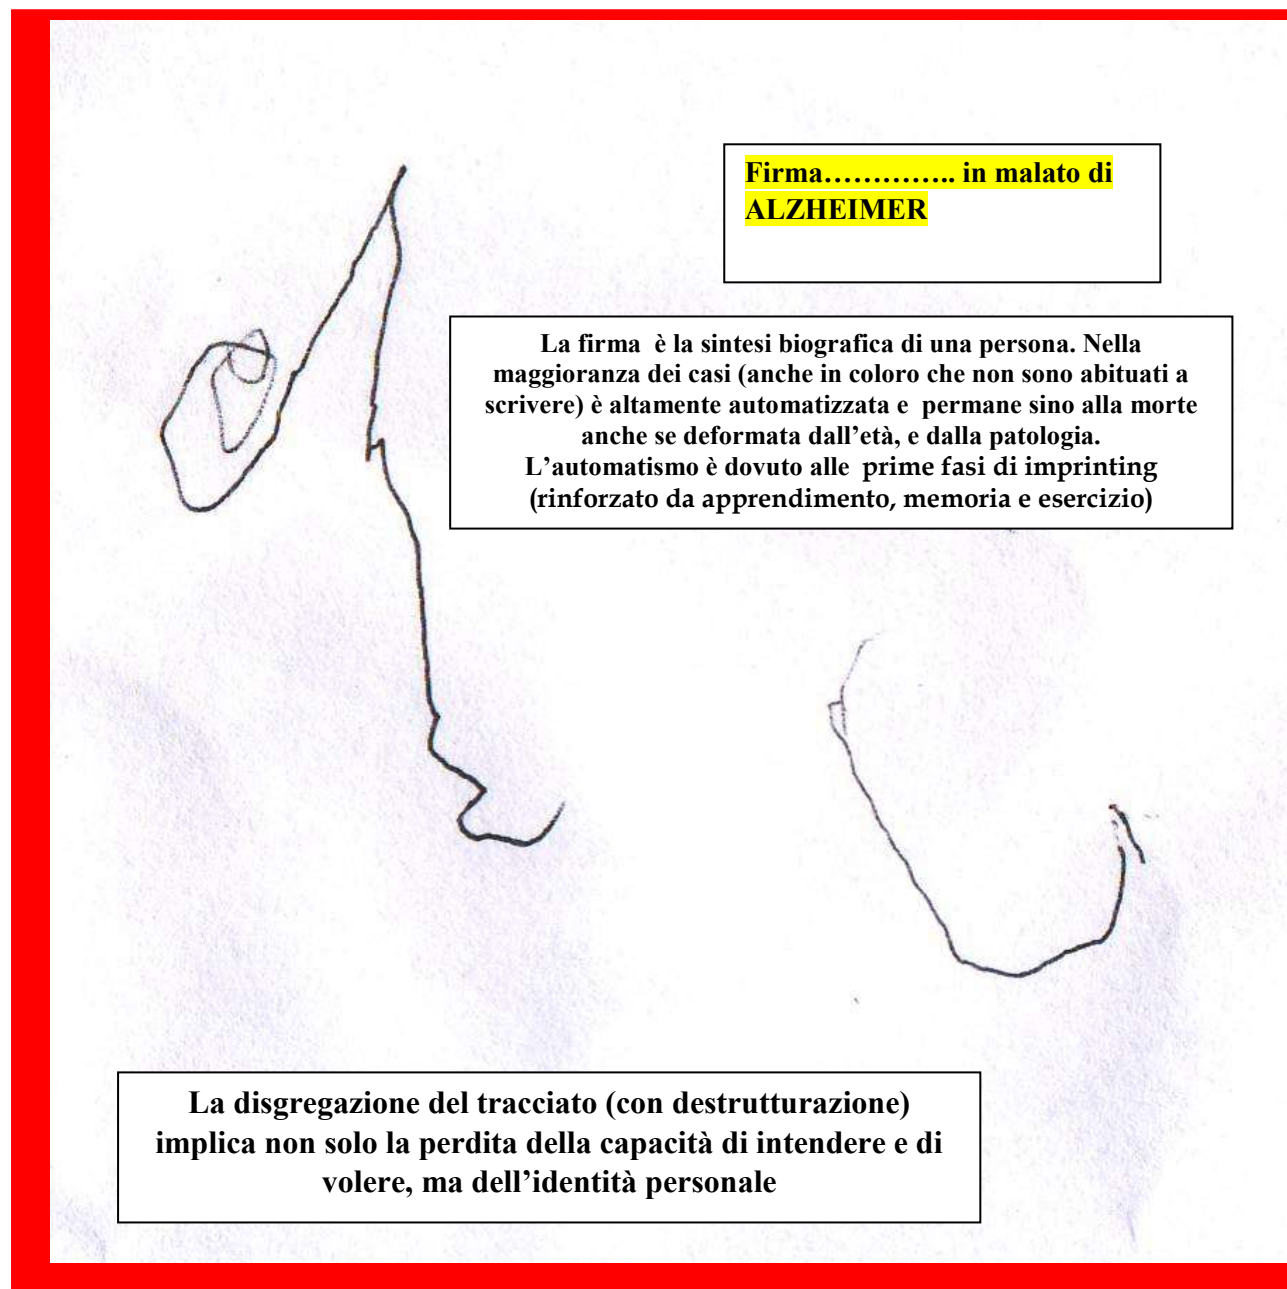 Firma………….. in malato di
ALZHEIMER
La firma è la sintesi biografica di una persona. Nella
maggioranza dei casi (anche in coloro che non sono abituati a
scrivere) è altamente automatizzata e permane sino alla morte
anche se deformata dall’età, e dalla patologia.
L’automatismo è dovuto alle prime fasi di imprinting
(rinforzato da apprendimento, memoria e esercizio)
La disgregazione del tracciato (con destrutturazione)
implica non solo la perdita della capacità di intendere e di
volere, ma dell’identità personale